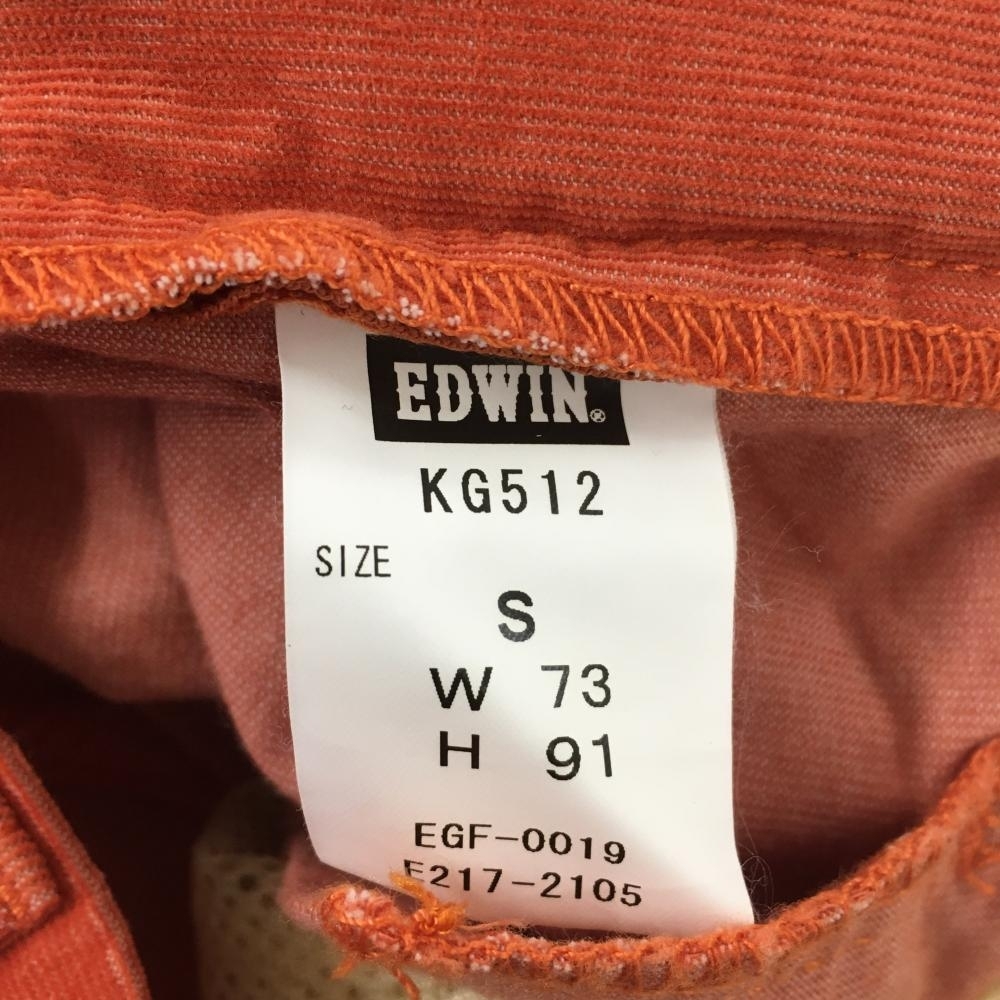 EDWIN®
KG512
SIZE
S
W 73
H 91
EGF-0019
E217-2105